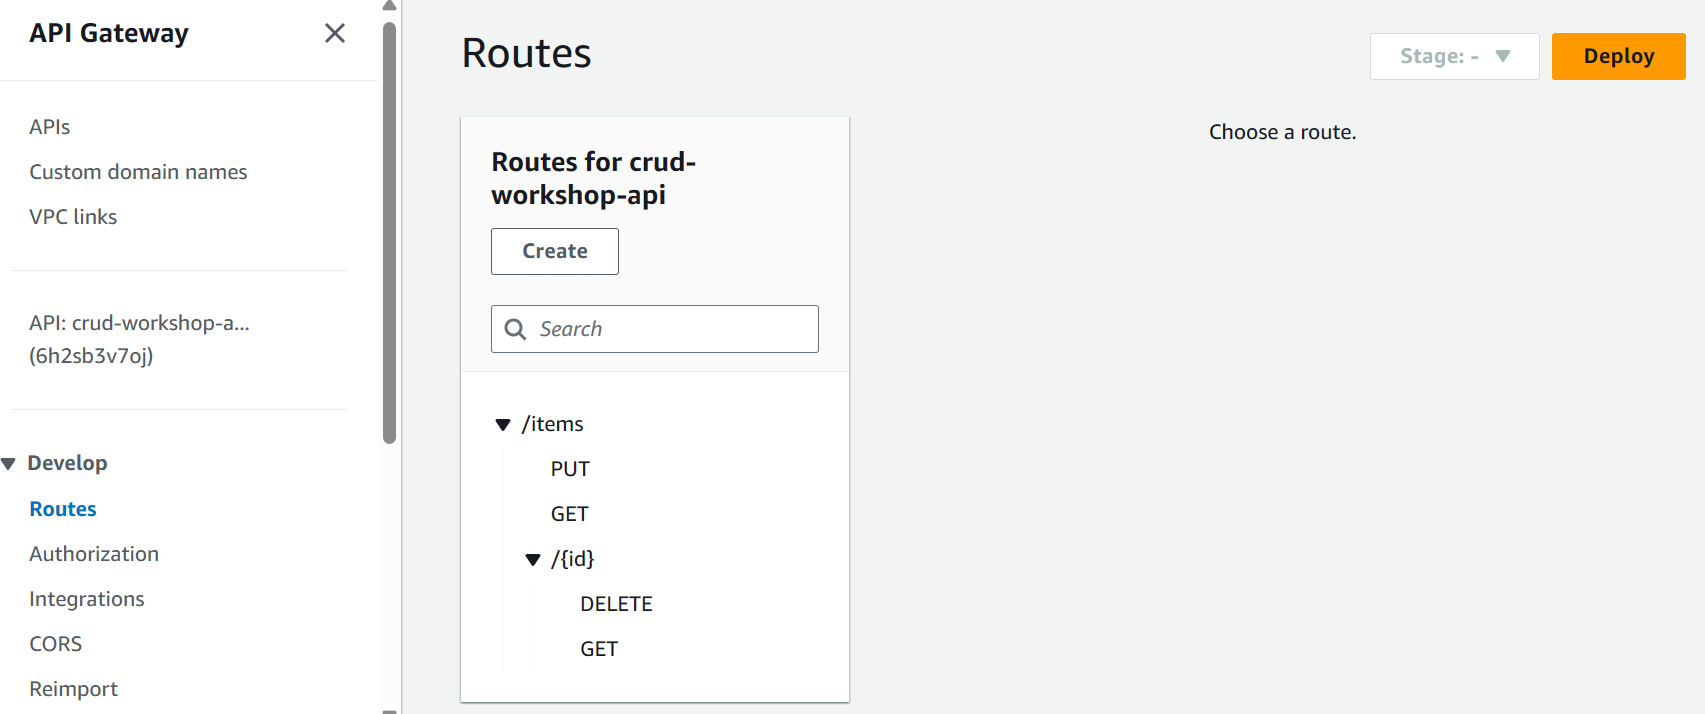 API Gateway
APIs
Custom domain names
VPC links
API: crud-workshop-a...
(6h2sb3v7oj)
Develop
Routes
Authorization
Integrations
CORS
Reimport
Routes
Stage: -
Deploy
Routes for crud-
workshop-api
Create
Search
/items
PUT
GET
/{id}
DELETE
GET
Choose a route.